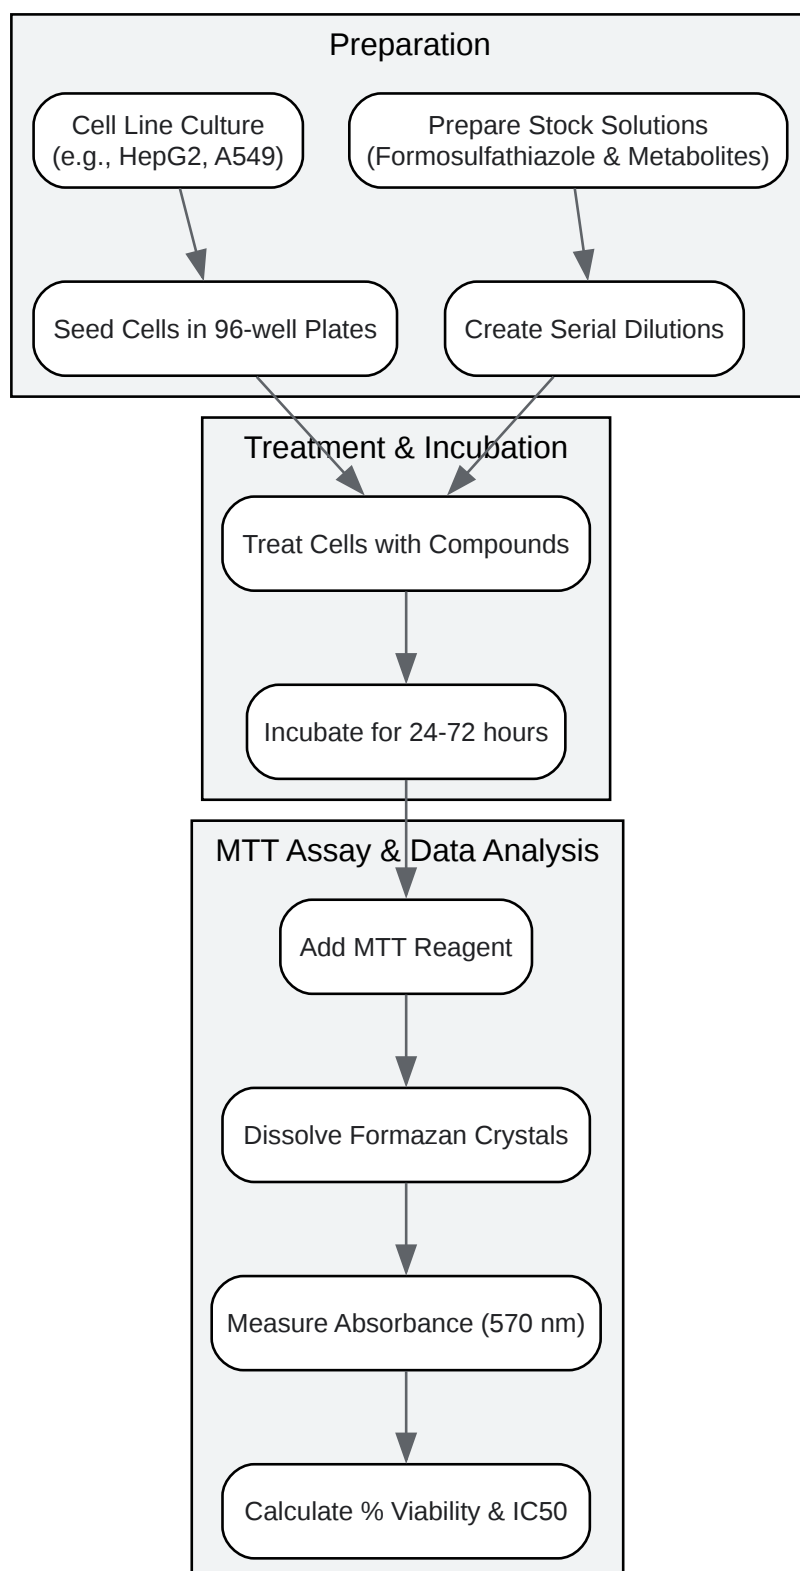 Preparation
Cell Line Culture
(e.g., HepG2, A549)
Prepare Stock Solutions
(Formosulfathiazole & Metabolites)
Seed Cells in 96-well Plates
Create Serial Dilutions
Treatment & Incubation
Treat Cells with Compounds
Incubate for 24-72 hours
MTT Assay & Data Analysis
Add MTT Reagent
Dissolve Formazan Crystals
Measure Absorbance (570 nm)
Calculate % Viability & IC50